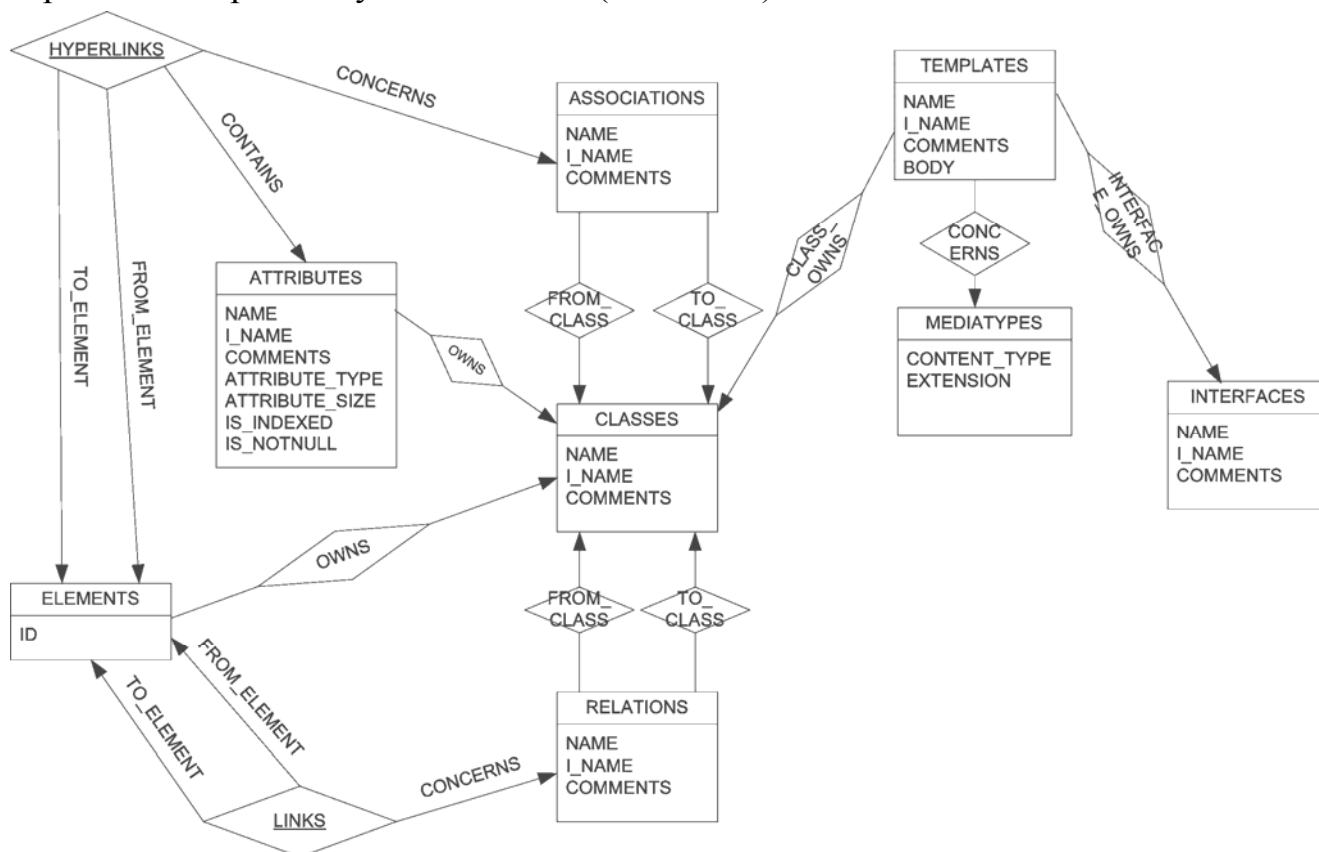 HYPERLINKS
CONCERNS
CONTAINS
TO_ELEMENT
FROM_ELEMENT
ASSOCIATIONS
NAME
I_NAME
COMMENTS
TEMPLATES
NAME
I_NAME
COMMENTS
BODY
CLASS_
OWNS
CONC
ERNS
INTERFAC
E_OWNS
ATTRIBUTES
NAME
I_NAME
COMMENTS
ATTRIBUTE_TYPE
ATTRIBUTE_SIZE
IS_INDEXED
IS_NOTNULL
OWNS
FROM_
CLASS
TO_
CLASS
MEDIATYPES
CONTENT_TYPE
EXTENSION
INTERFACES
NAME
I_NAME
COMMENTS
CLASSES
NAME
I_NAME
COMMENTS
OWNS
ELEMENTS
ID
FROM_
CLASS
TO_
CLASS
FROM_ELEMENT
TO_ELEMENT
RELATIONS
NAME
I_NAME
COMMENTS
CONCERNS
LINKS